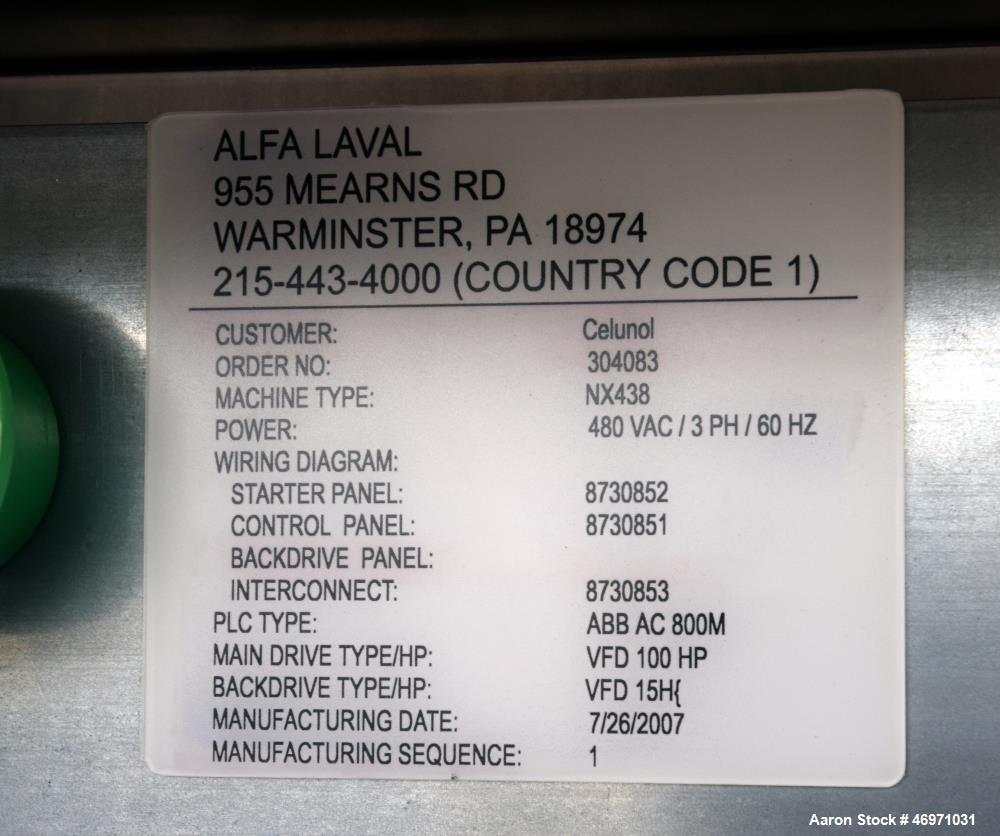 ALFA LAVAL
955 MEARNS RD
WARMINSTER, PA 18974
215-443-4000 (COUNTRY CODE 1)
CUSTOMER: Celunol
ORDER NO: 304083
MACHINE TYPE: NX438
POWER: 480 VAC / 3 PH / 60 HZ
WIRING DIAGRAM:
STARTER PANEL: 8730852
CONTROL PANEL: 8730851
BACKDRIVE PANEL:
INTERCONNECT: 8730853
PLC TYPE: ABB AC 800M
MAIN DRIVE TYPE/HP: VFD 100 HP
BACKDRIVE TYPE/HP: VFD 15H{
MANUFACTURING DATE: 7/26/2007
MANUFACTURING SEQUENCE: 1
Aaron Stock # 46971031